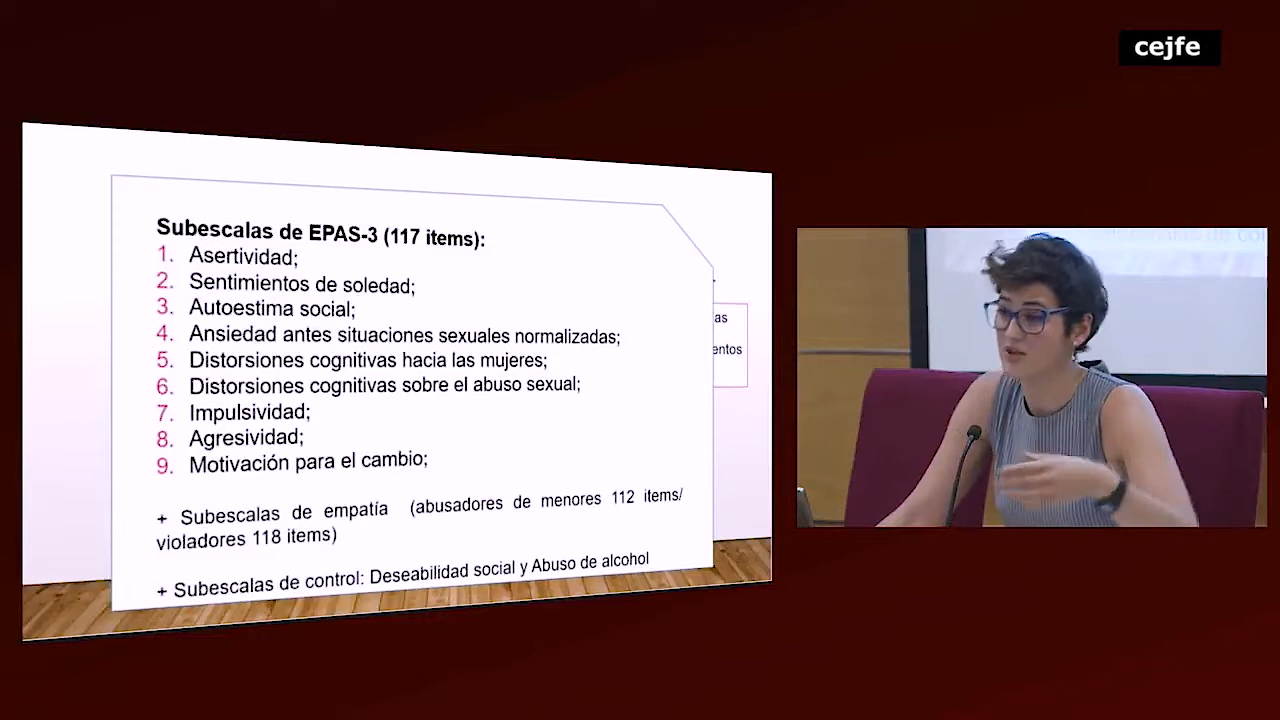 cejfe
Subescalas de EPAS-3 (117 items):
1. Asertividad;
2. Sentimientos de soledad;
3. Autoestima social;
4. Ansiedad antes situaciones sexuales normalizadas;
5. Distorsiones cognitivas hacia las mujeres;
6. Distorsiones cognitivas sobre el abuso sexual;
7. Impulsividad;
8. Agresividad;
9. Motivación para el cambio;
+ Subescalas de empatía (abusadores de menores 112 items/
violadores 118 items)
+ Subescalas de control: Deseabilidad social y Abuso de alcohol
as
entos